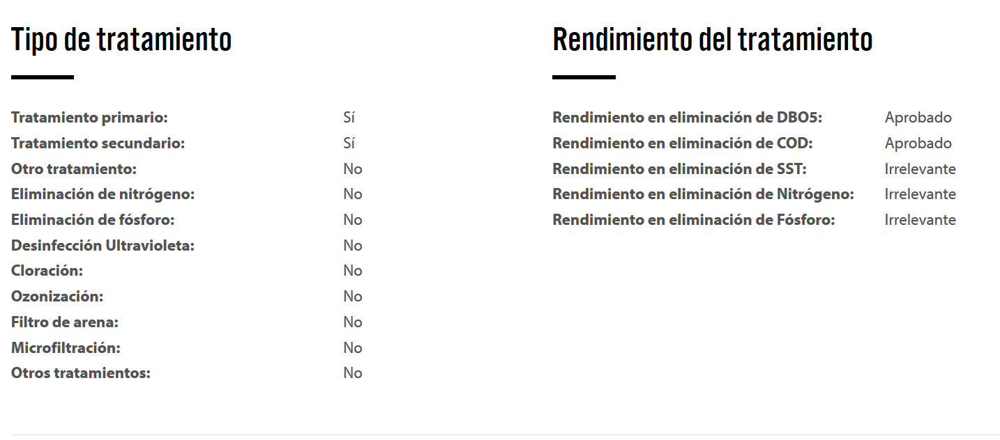 Tipo de tratamiento
Tratamiento primario: Sí
Tratamiento secundario: Sí
Otro tratamiento: No
Eliminación de nitrógeno: No
Eliminación de fósforo: No
Desinfección Ultravioleta: No
Cloración: No
Ozonización: No
Filtro de arena: No
Microfiltración: No
Otros tratamientos: No
Rendimiento del tratamiento
Rendimiento en eliminación de DBO5: Aprobado
Rendimiento en eliminación de COD: Aprobado
Rendimiento en eliminación de SST: Irrelevante
Rendimiento en eliminación de Nitrógeno: Irrelevante
Rendimiento en eliminación de Fósforo: Irrelevante